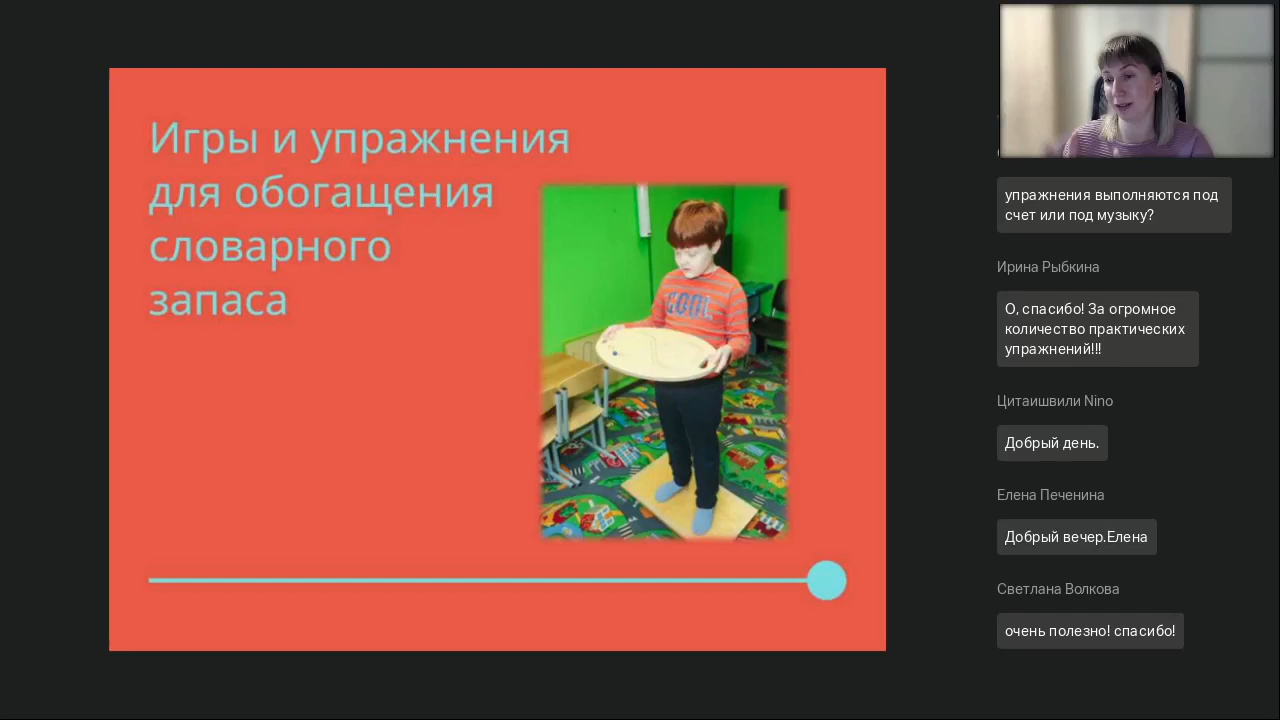 Игры и упражнения
для обогащения
словарного
запаса
COOL
упражнения выполняются под
счет или под музыку?
Ирина Рыбкина
О, спасибо! За огромное
количество практических
упражнений!!!
Цитаишвили Nino
Добрый день.
Елена Печенина
Добрый вечер.Елена
Светлана Волкова
очень полезно! спасибо!